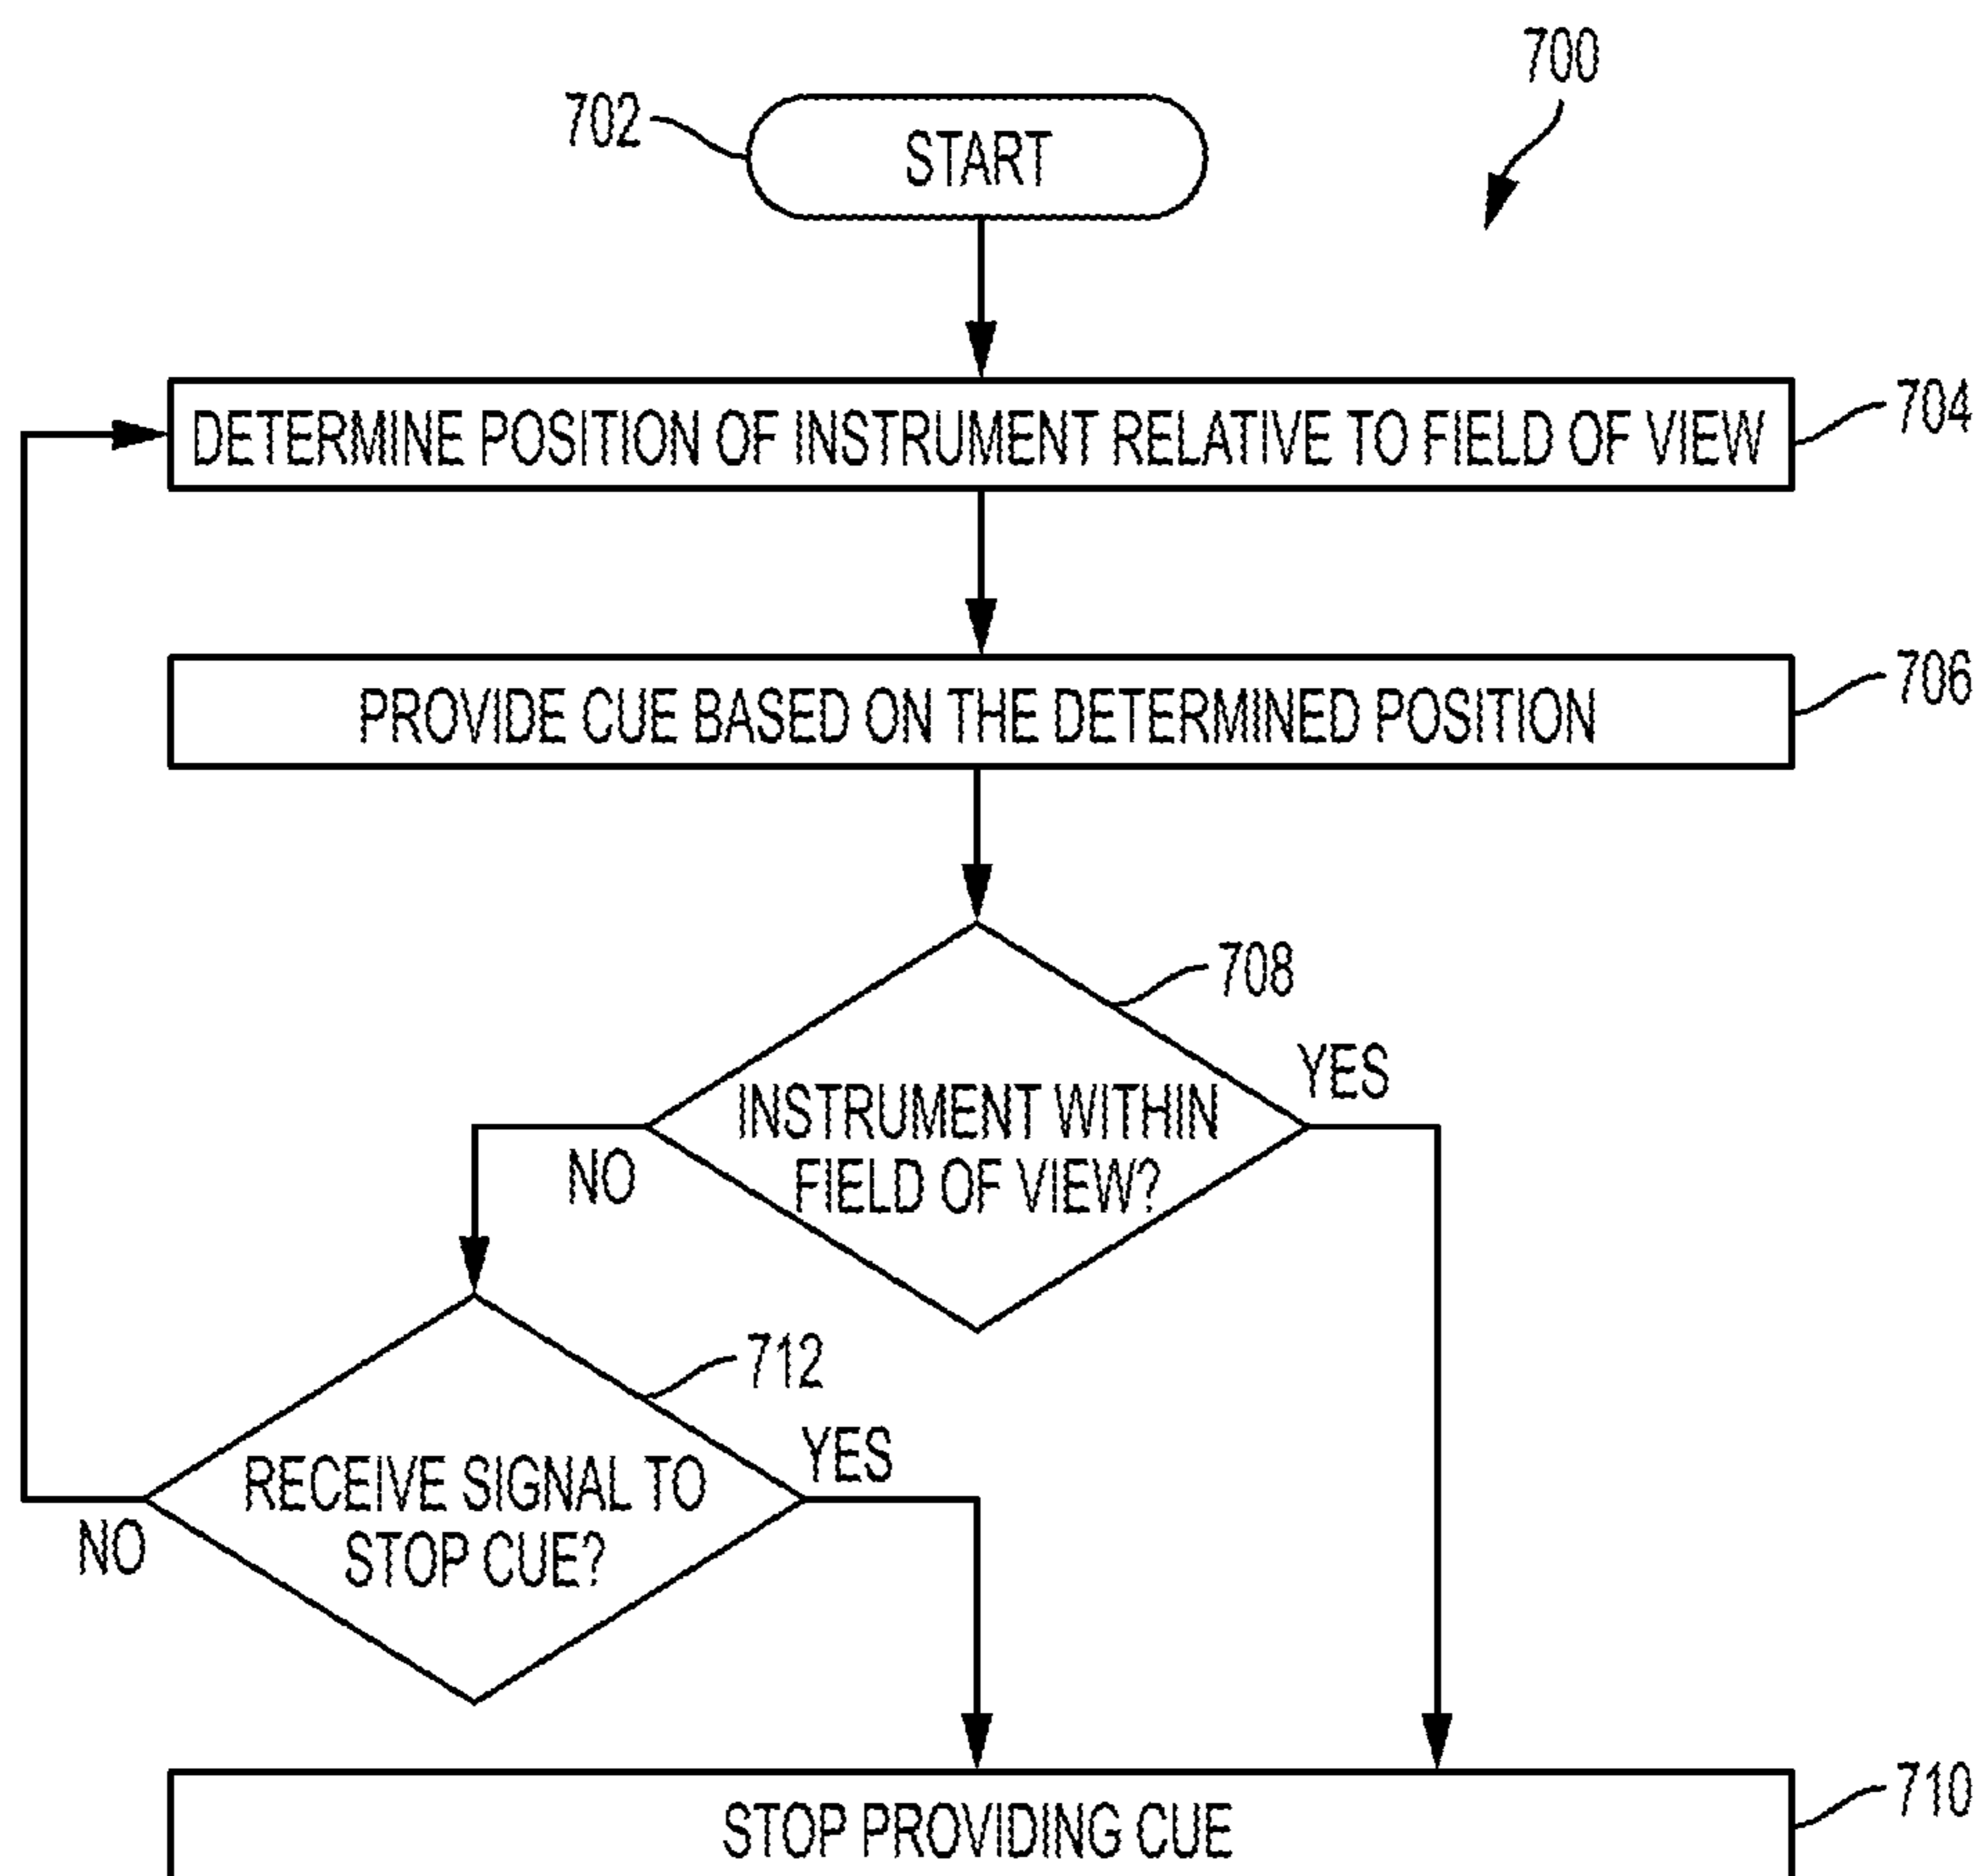 700
702
START
DETERMINE POSITION OF INSTRUMENT RELATIVE TO FIELD OF VIEW
704
PROVIDE CUE BASED ON THE DETERMINED POSITION
706
708
INSTRUMENT WITHIN
FIELD OF VIEW?
YES
NO
712
RECEIVE SIGNAL TO
STOP CUE?
YES
NO
STOP PROVIDING CUE
710